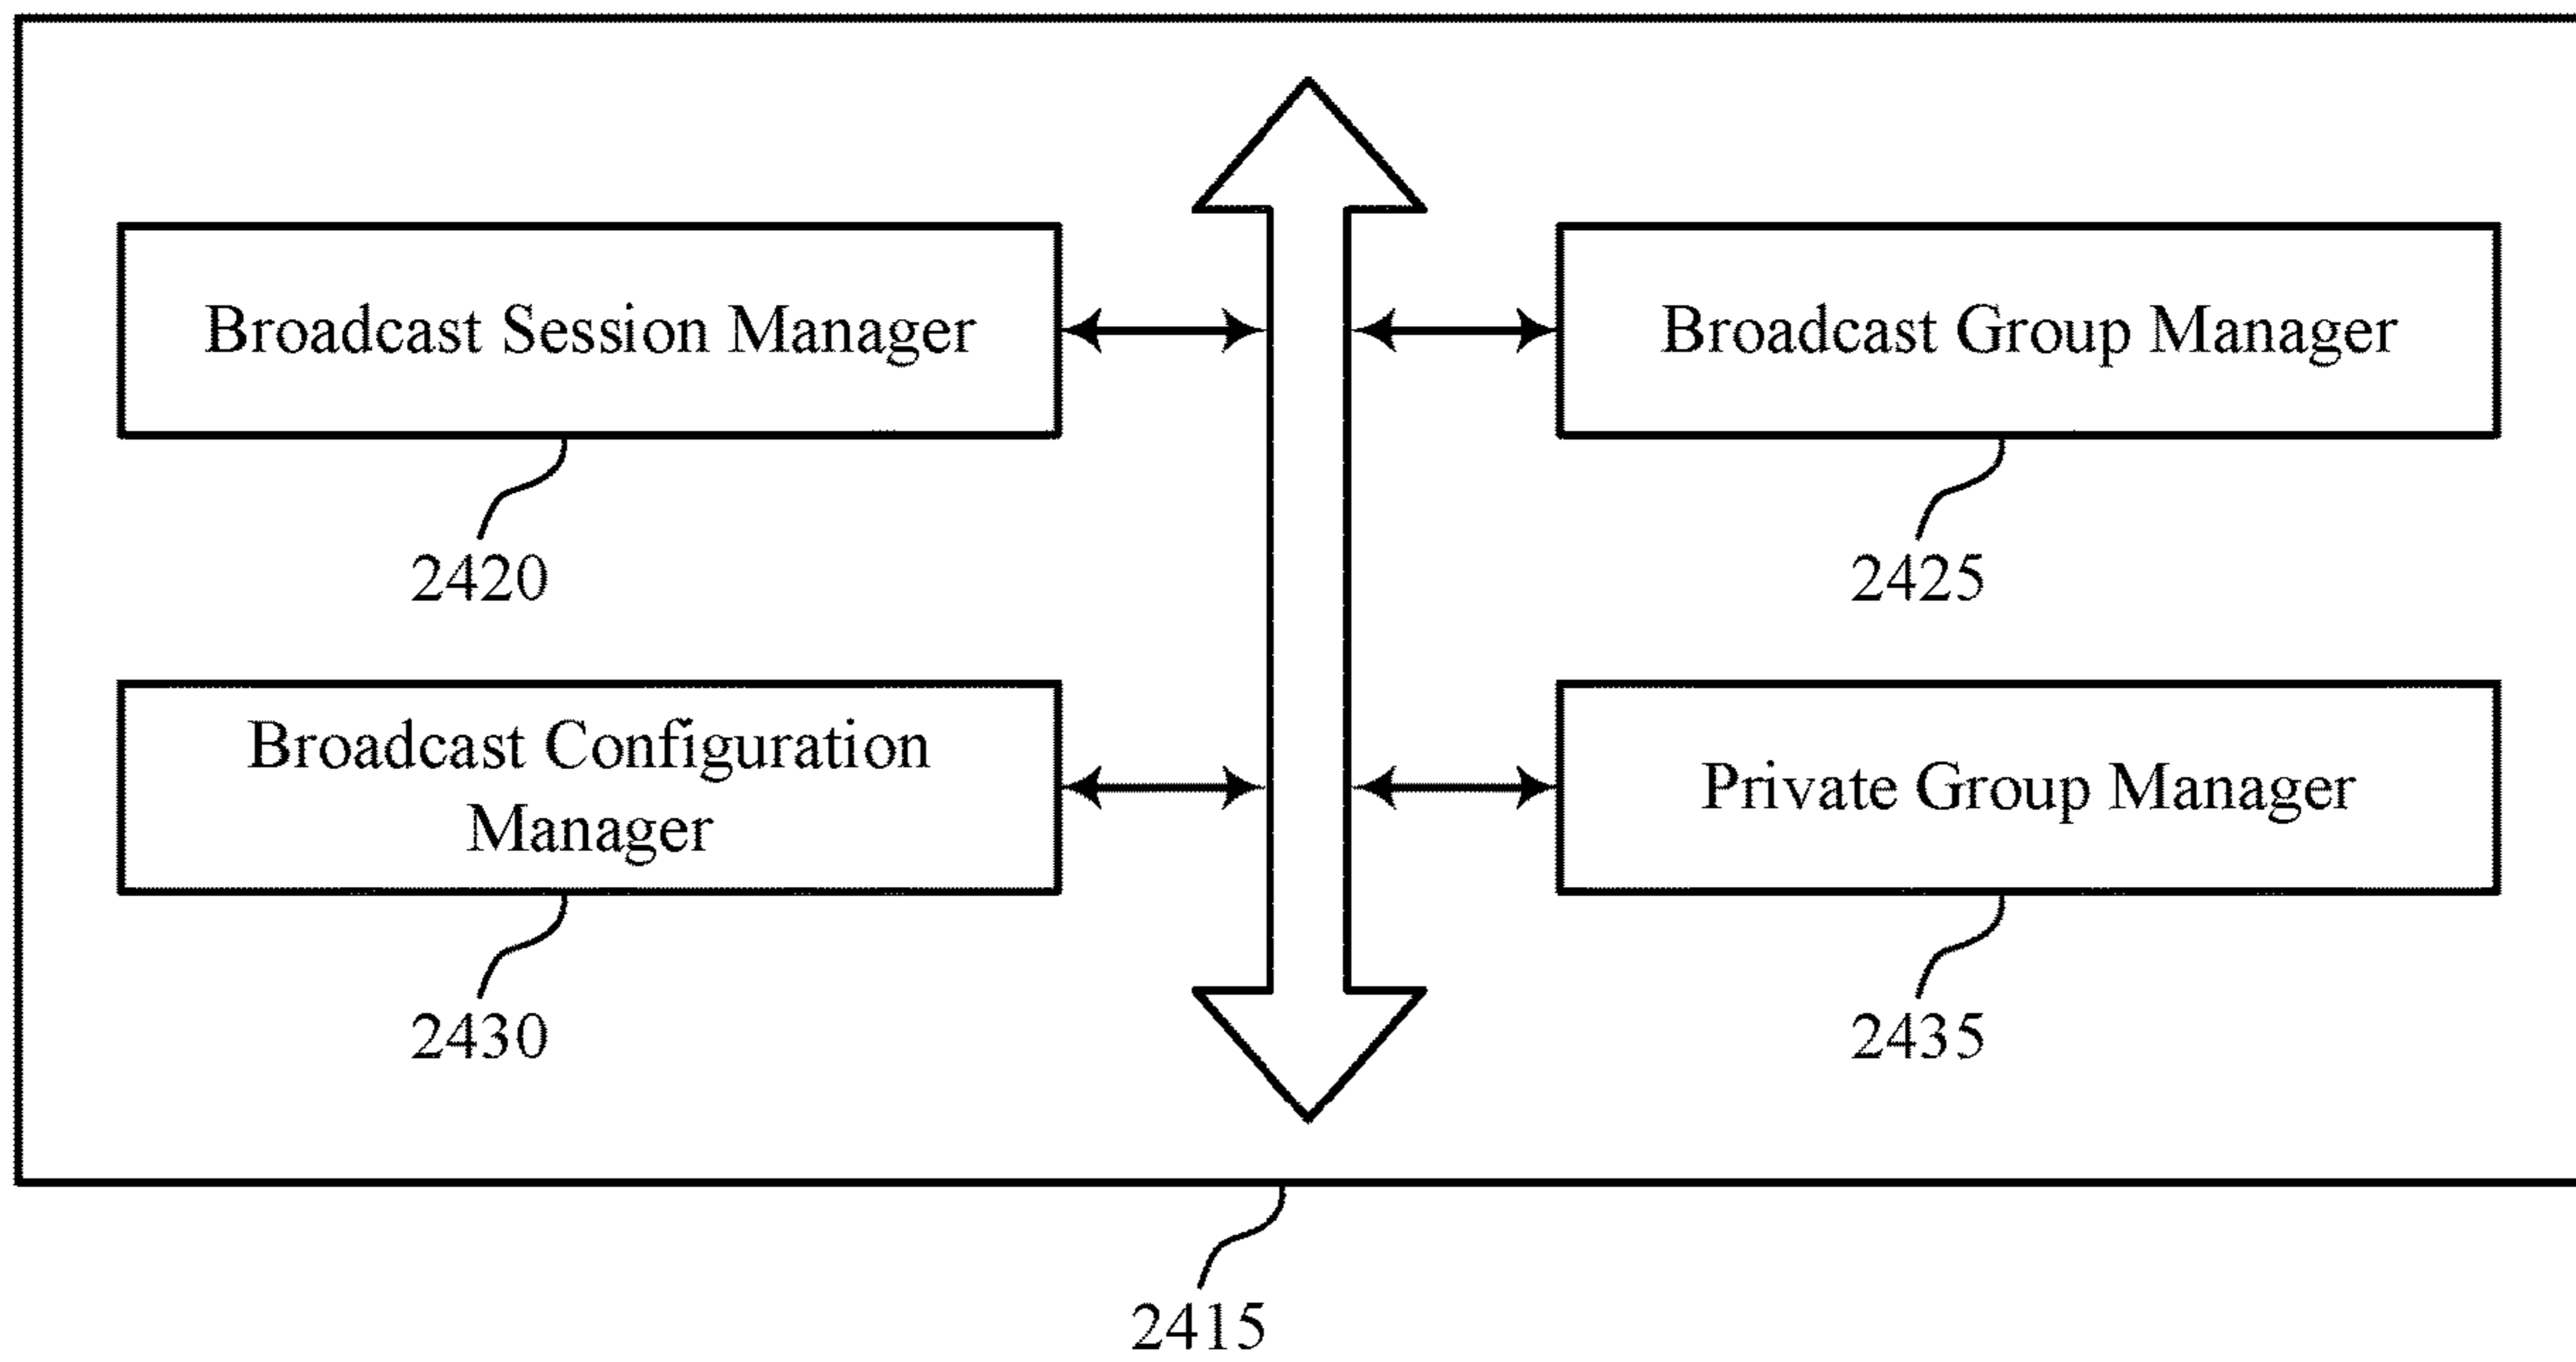 Broadcast Session Manager
2420
Broadcast Group Manager
2425
Broadcast Configuration
Manager
2430
Private Group Manager
2435
2415